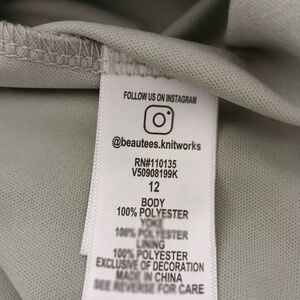 FOLLOW US ON INSTAGRAM
@beautees.knitworks
RN#110135
V50908199K
12
BODY
100% POLYESTER
YOKE
100% POLYESTER
LINING
100% POLYESTER
EXCLUSIVE OF DECORATION
MADE IN CHINA
SEE REVERSE FOR CARE